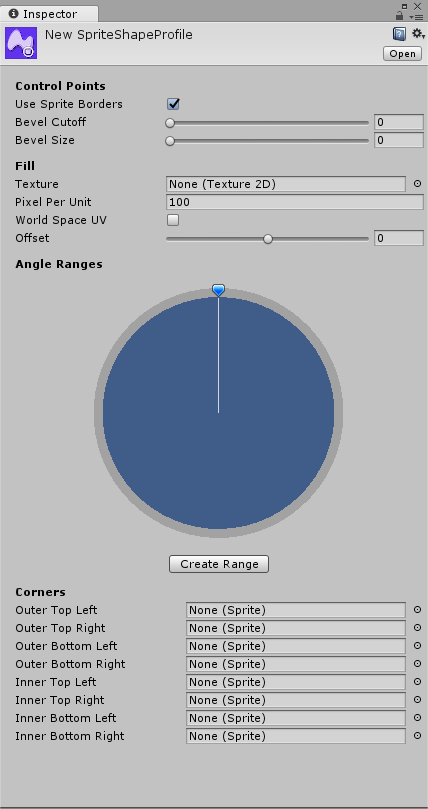 Inspector
New SpriteShapeProfile
Open
Control Points
Use Sprite Borders
Bevel Cutoff 0
Bevel Size 0
Fill
Texture None (Texture 2D)
Pixel Per Unit 100
World Space UV
Offset 0
Angle Ranges
Create Range
Corners
Outer Top Left None (Sprite)
Outer Top Right None (Sprite)
Outer Bottom Left None (Sprite)
Outer Bottom Right None (Sprite)
Inner Top Left None (Sprite)
Inner Top Right None (Sprite)
Inner Bottom Left None (Sprite)
Inner Bottom Right None (Sprite)